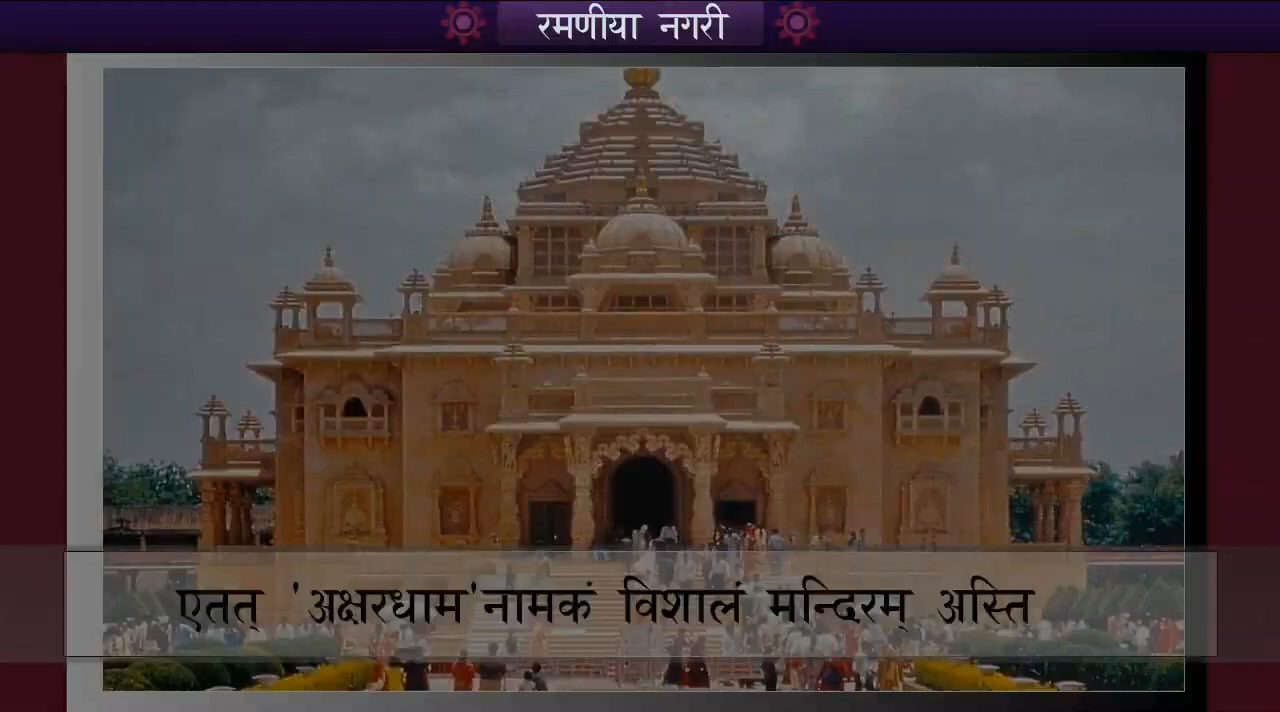 रमणीया नगरी
एतत् 'अक्षरधाम'नामकं विशालं मन्दिरम् अस्ति